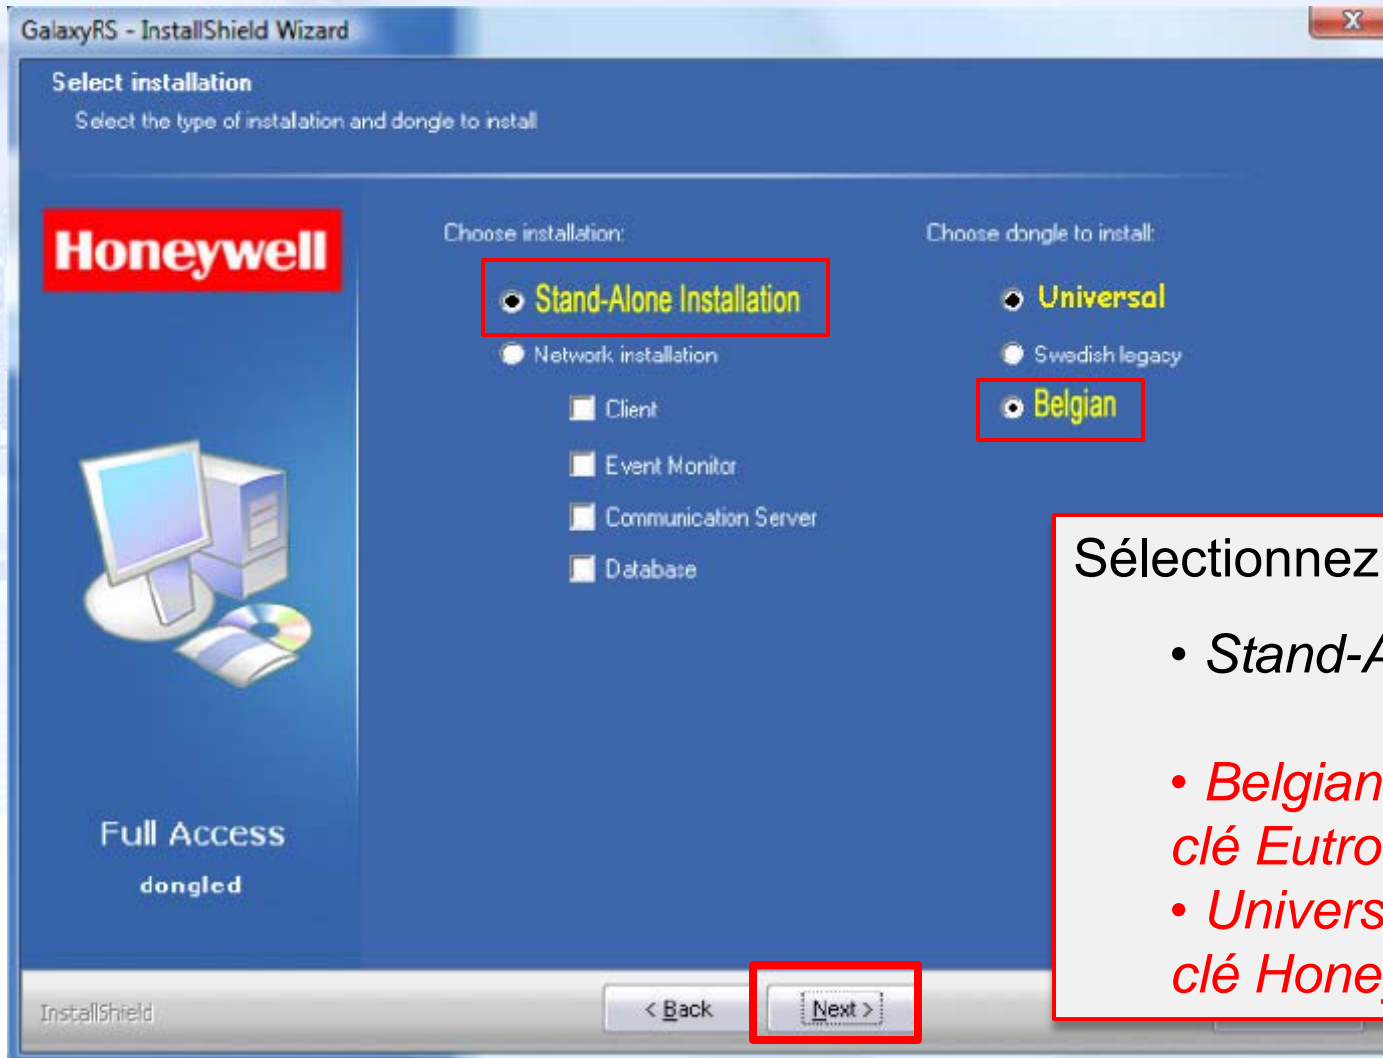 GalaxyRS - InstallShield Wizard
Select installation
Select the type of instalation and dongle to install
Honeywell
Choose installation:
Stand-Alone Installation
Network installation
Client
Event Monitor
Communication Server
Database
Choose dongle to install:
Universal
Swedish legacy
Belgian
Full Access
dongled
Sélectionnez
• Stand-A
• Belgian
clé Eutro
• Univers
clé Hone
InstallShield
< Back
Next >